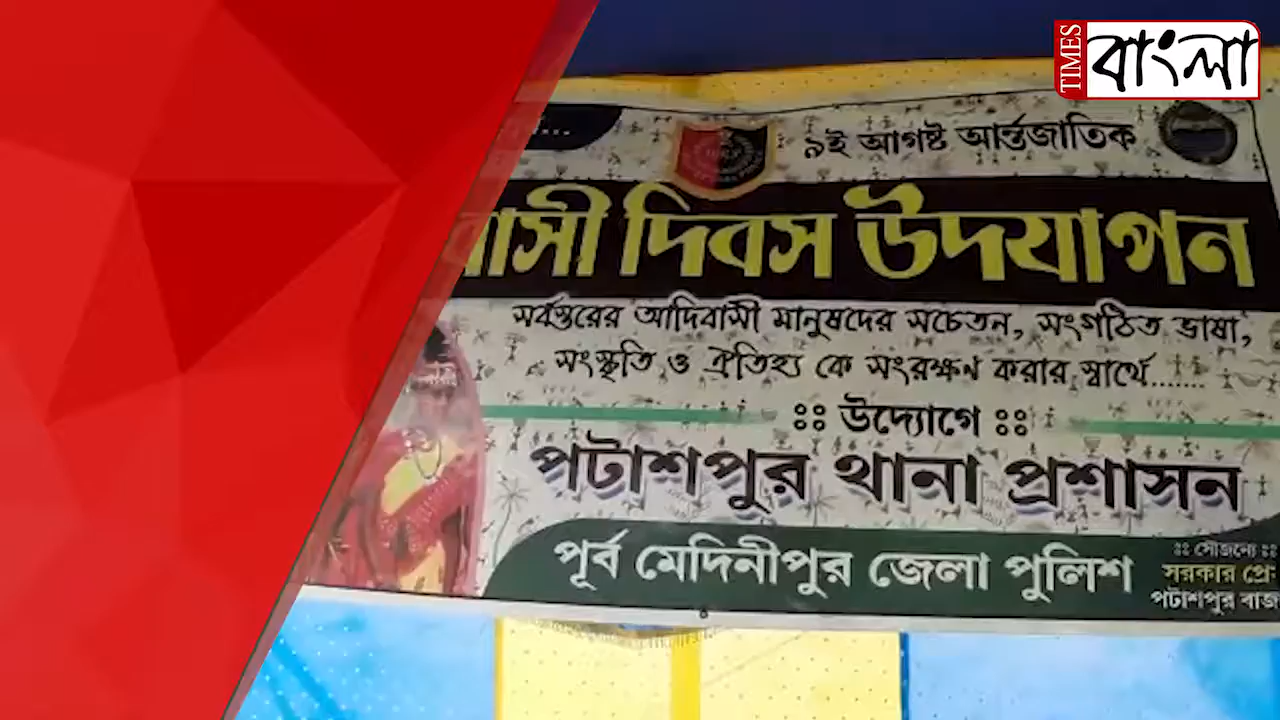 TIMES বাংলা
৯ই আগষ্ট আর্ন্তজাতিক
বাসী দিবস উদযাপন
সর্বস্তরের আদিবাসী মানুষদের সচেতন, সংগঠিত ভাষা,
সংস্কৃতি ও ঐতিহ্য কে সংরক্ষণ করার স্বার্থে.......
ঃঃ উদ্যোগে ঃঃ
পটাশপুর থানা প্রশাসন
পূর্ব মেদিনীপুর জেলা পুলিশ
ঃঃ সৌজন্যে ঃঃ
সরকার প্রে
পটাশপুর বাজ